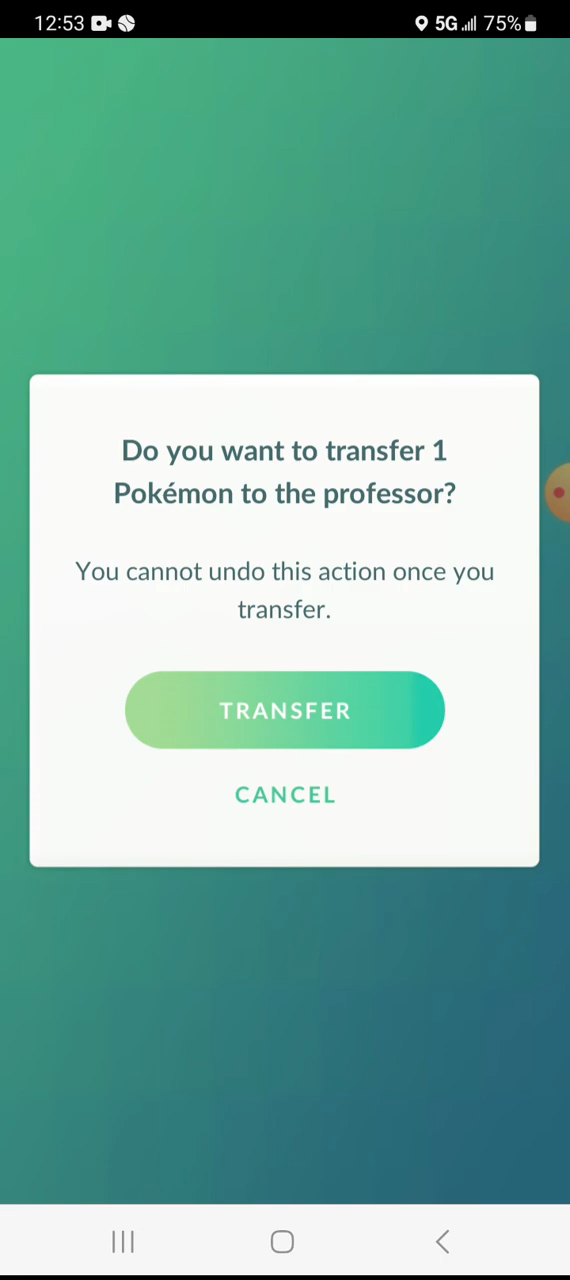 12:53 5G 75%
Do you want to transfer 1
Pokémon to the professor?
You cannot undo this action once you
transfer.
TRANSFER
CANCEL